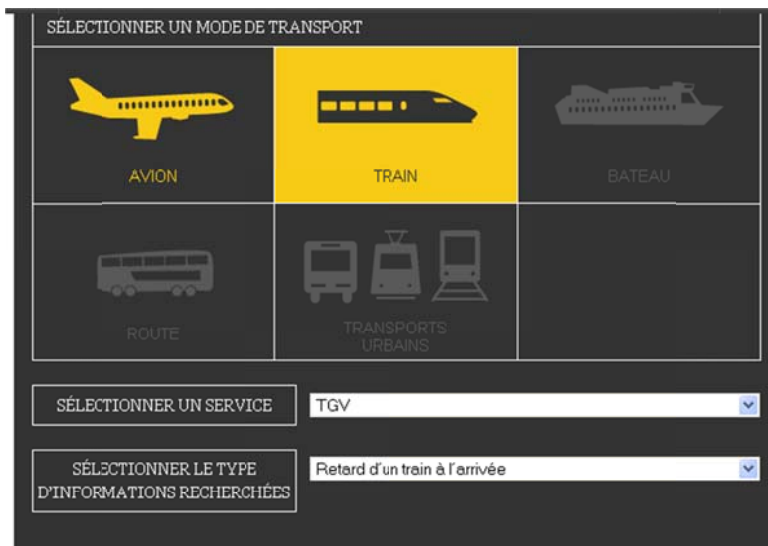 SÉLECTIONNER UN MODE DE TRANSPORT
AVION
TRAIN
BATEAU
ROUTE
TRANSPORTS
URBAINS
SÉLECTIONNER UN SERVICE
TGV
SÉLECTIONNER LE TYPE
D'INFORMATIONS RECHERCHÉES
Retard d'un train à l'arrivée